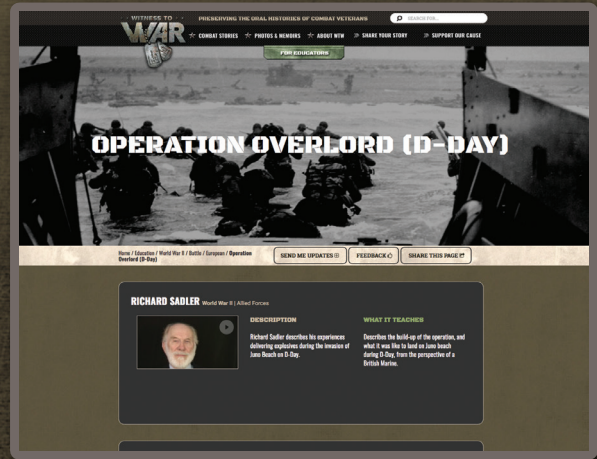 WITNESS TO
WAR
PRESERVING THE ORAL HISTORIES OF COMBAT VETERANS
SEARCH FOR...
COMBAT STORIES
PHOTOS & MEMOIRS
ABOUT WTW
SHARE YOUR STORY
SUPPORT OUR CAUSE
FOR EDUCATORS
OPERATION OVERLORD (D-DAY)
Home / Education / World War II / Battle / European / Operation
Overlord (D-Day)
SEND ME UPDATES
FEEDBACK
SHARE THIS PAGE
RICHARD SADLER World War II | Allied Forces
DESCRIPTION
Richard Sadler describes his experiences
delivering explosives during the invasion of
Juno Beach on D-Day.
WHAT IT TEACHES
Describes the build-up of the operation, and
what it was like to land on Juno beach
during D-Day, from the perspective of a
British Marine.